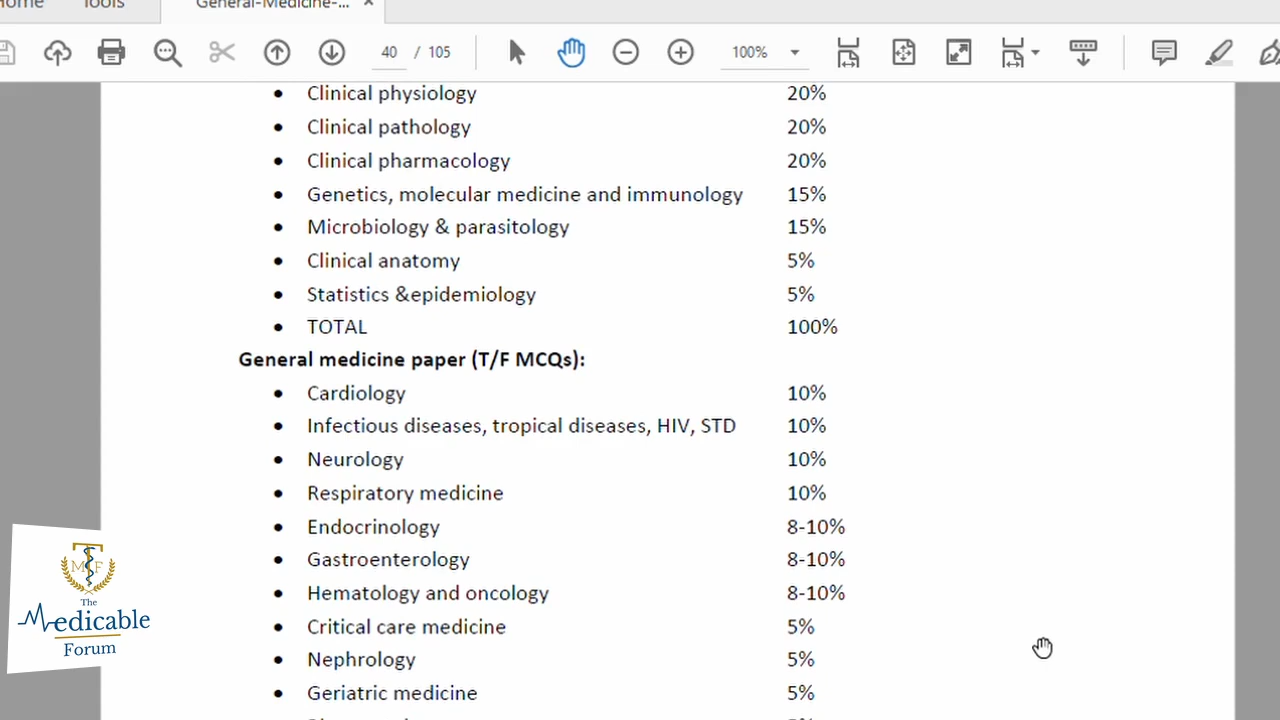 Tools
General-Medicine-...
40 / 105
100%
• Clinical physiology 20%
• Clinical pathology 20%
• Clinical pharmacology 20%
• Genetics, molecular medicine and immunology 15%
• Microbiology & parasitology 15%
• Clinical anatomy 5%
• Statistics &epidemiology 5%
• TOTAL 100%
General medicine paper (T/F MCQs):
• Cardiology 10%
• Infectious diseases, tropical diseases, HIV, STD 10%
• Neurology 10%
• Respiratory medicine 10%
• Endocrinology 8-10%
• Gastroenterology 8-10%
• Hematology and oncology 8-10%
• Critical care medicine 5%
• Nephrology 5%
• Geriatric medicine 5%
T
M F
The
Medicable
Forum